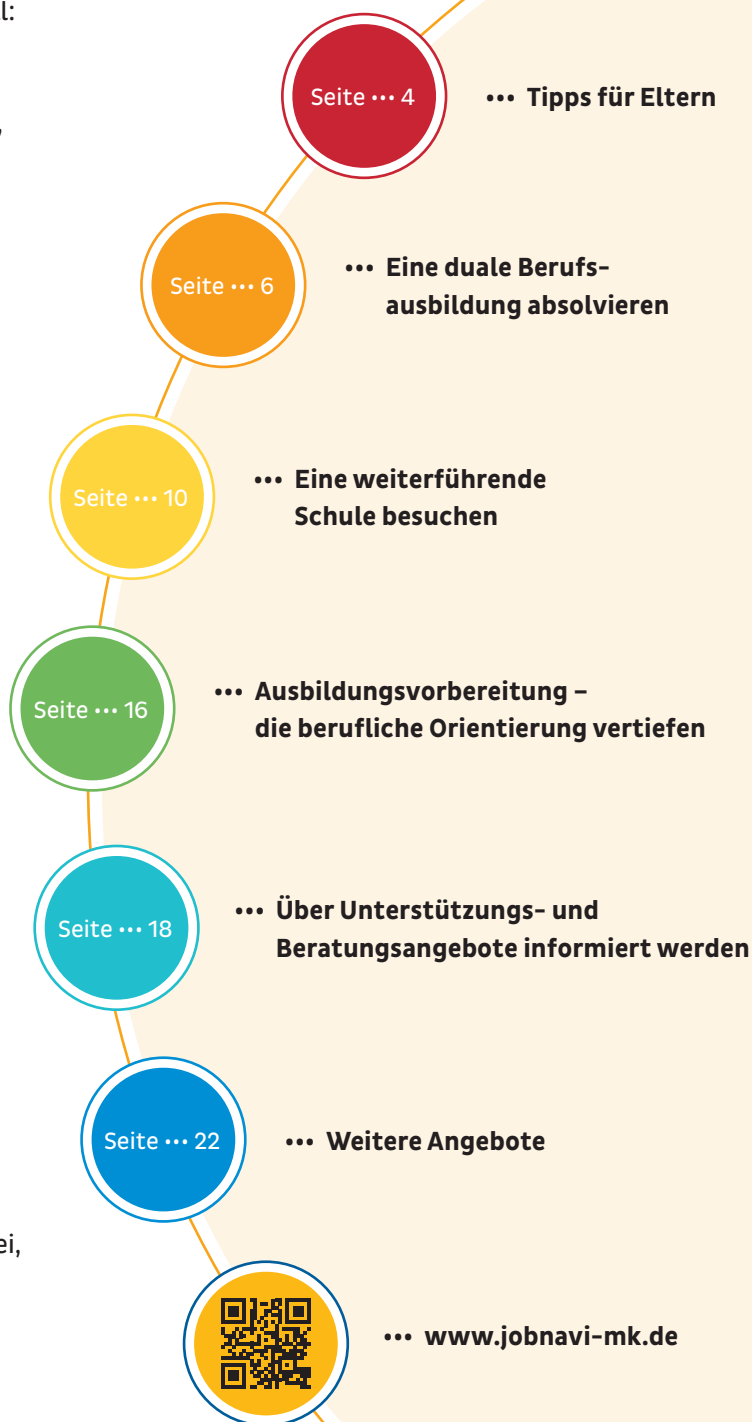 l:
,
Seite ··· 4
··· Tipps für Eltern
Seite ··· 6
··· Eine duale Berufs-
ausbildung absolvieren
Seite ··· 10
··· Eine weiterführende
Schule besuchen
Seite ··· 16
··· Ausbildungsvorbereitung –
die berufliche Orientierung vertiefen
Seite ··· 18
··· Über Unterstützungs- und
Beratungsangebote informiert werden
Seite ··· 22
··· Weitere Angebote
ei,
··· www.jobnavi-mk.de